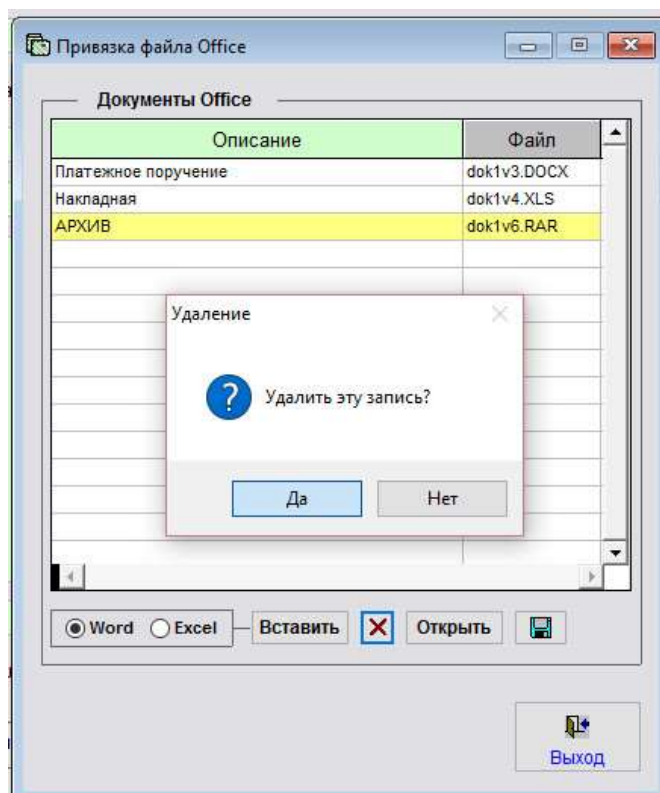 Привязка файла Office
Документы Office
Описание Файл
Платежное поручение dok1v3.DOCX
Накладная dok1v4.XLS
АРХИВ dok1v6.RAR
Удаление
Удалить эту запись?
Да Нет
Word Excel Вставить Открыть
Выход